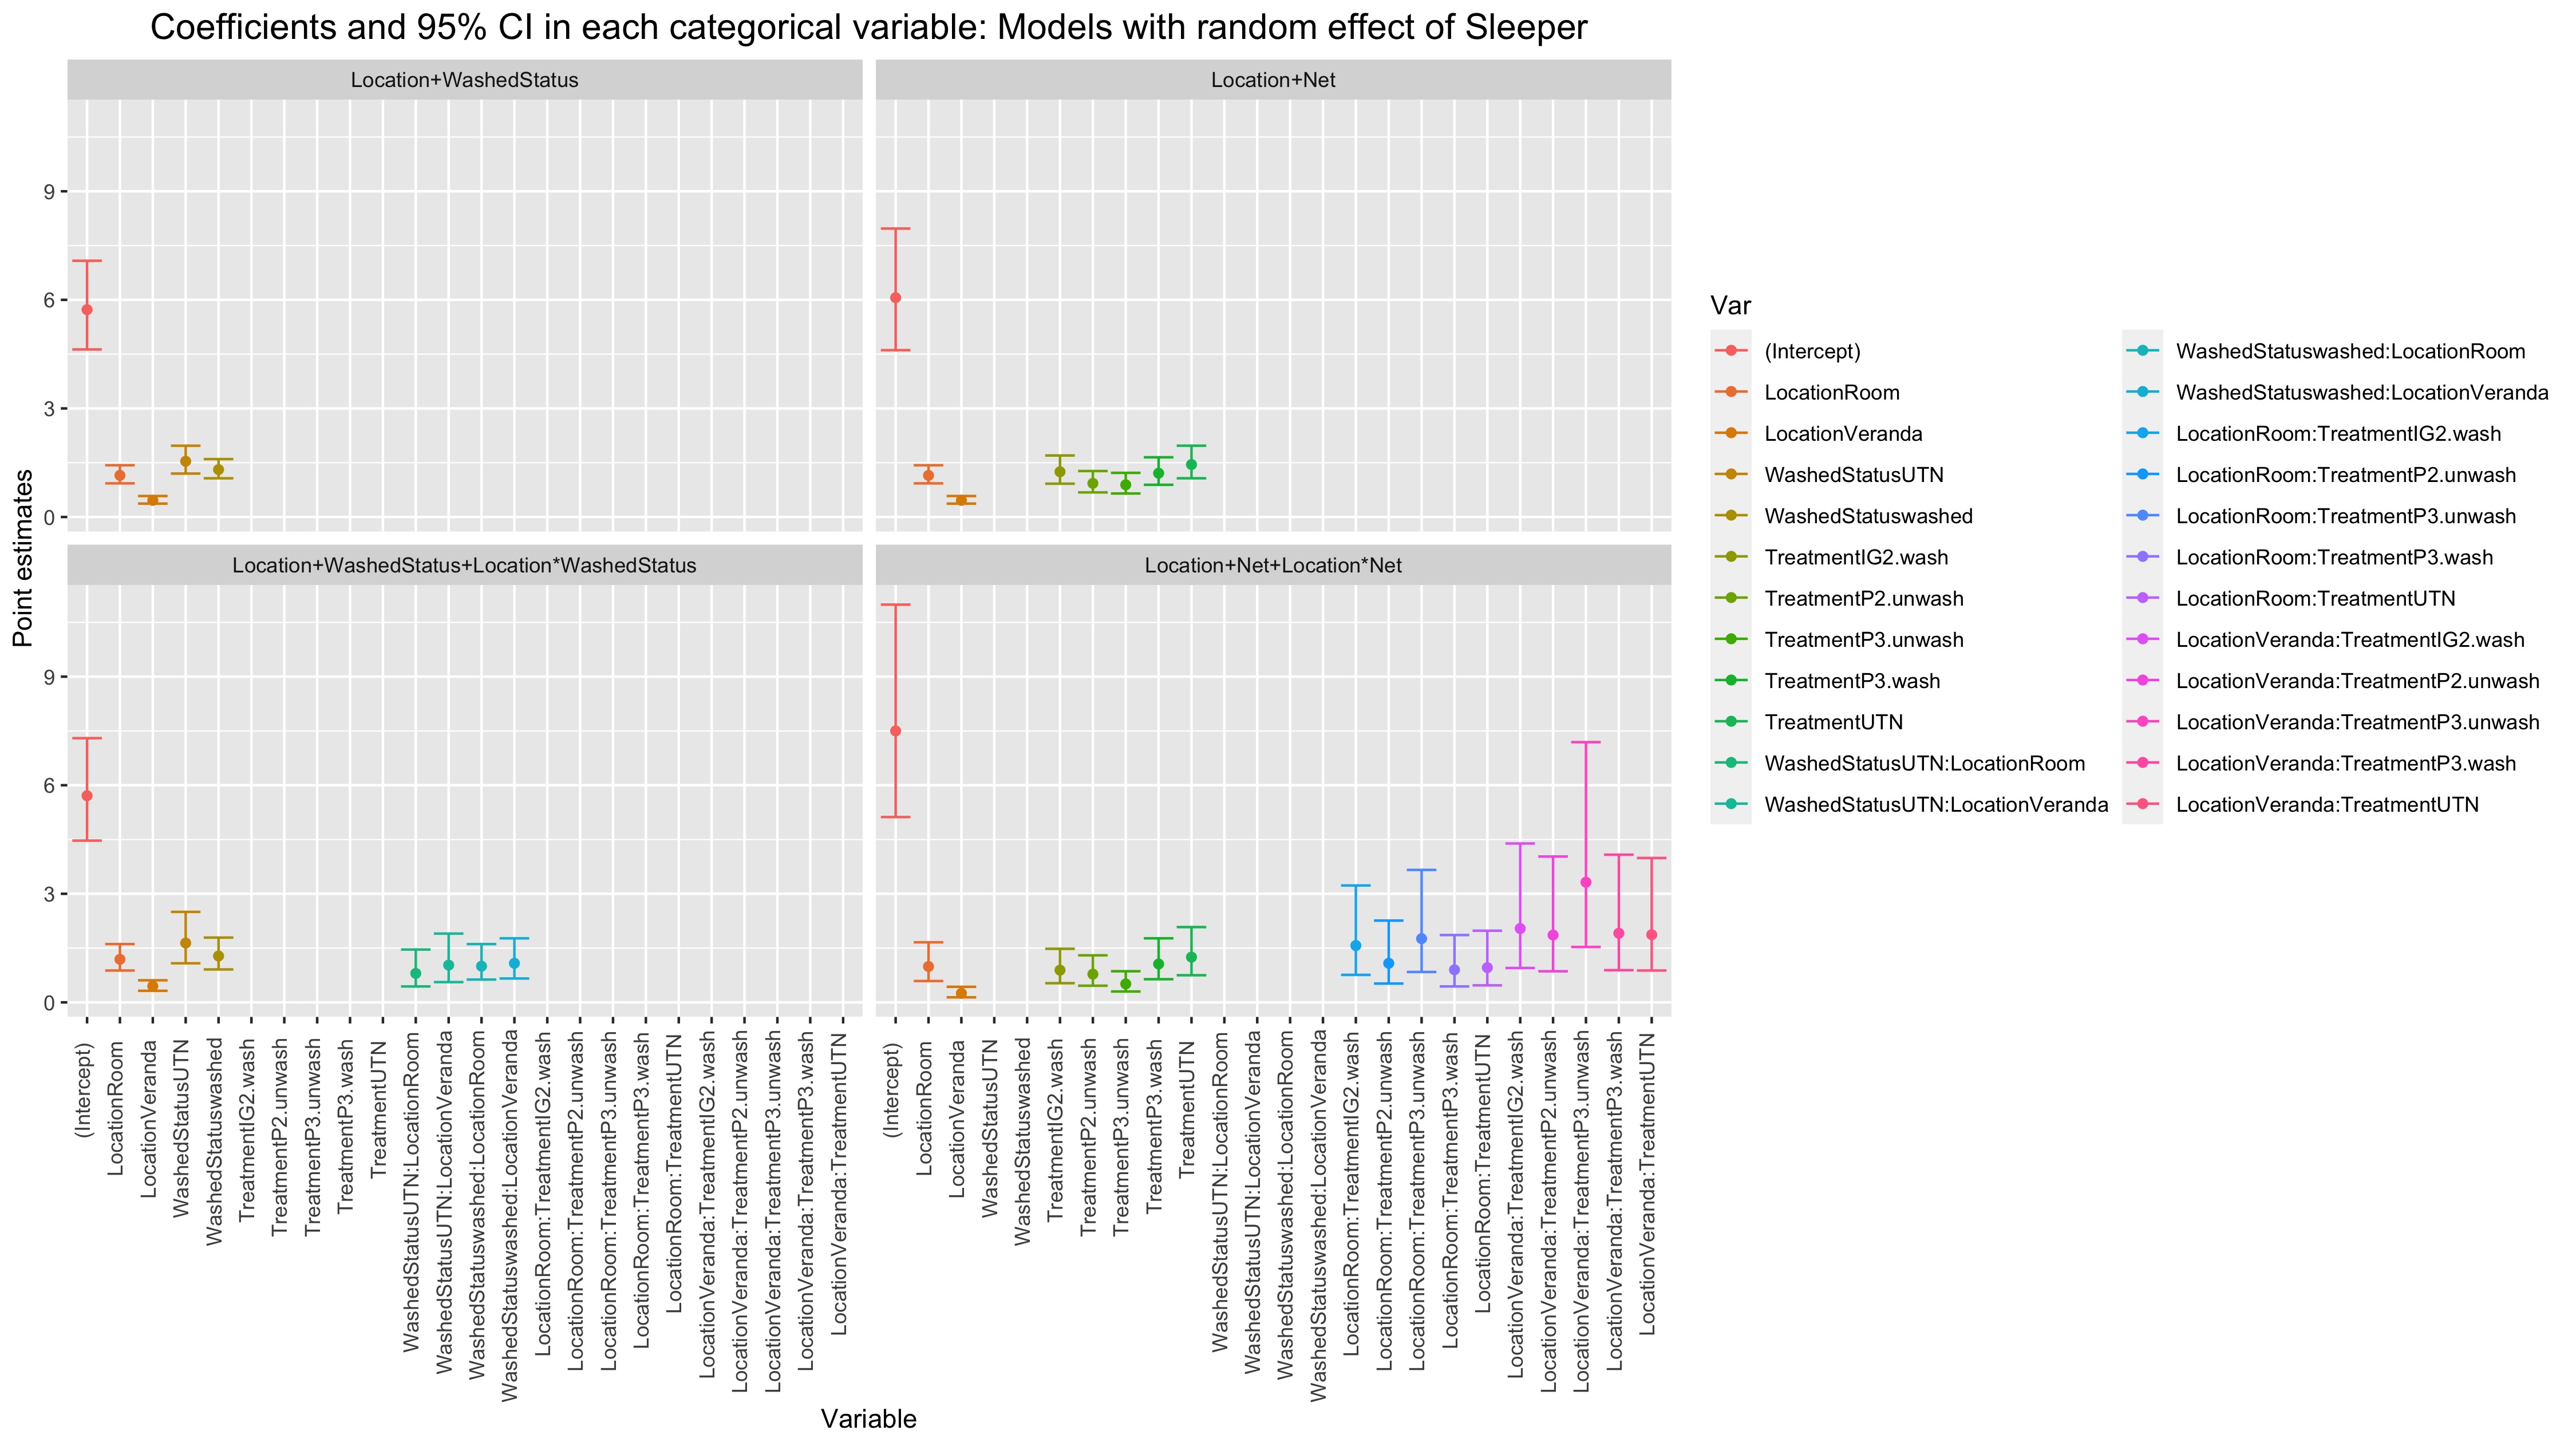 Coefficients and 95% CI in each categorical variable: Models with random effect of Sleeper
Location+WashedStatus
Location+Net
9
6
3
0
Location+WashedStatus+Location*WashedStatus
Location+Net+Location*Net
9
6
3
0
Point estimates
(Intercept)
LocationRoom
LocationVeranda
WashedStatusUTN
WashedStatuswashed
TreatmentIG2.wash
TreatmentP2.unwash
TreatmentP3.unwash
TreatmentP3.wash
TreatmentUTN
WashedStatusUTN:LocationRoom
WashedStatusUTN:LocationVeranda
WashedStatuswashed:LocationRoom
WashedStatuswashed:LocationVeranda
LocationRoom:TreatmentIG2.wash
LocationRoom:TreatmentP2.unwash
LocationRoom:TreatmentP3.unwash
LocationRoom:TreatmentP3.wash
LocationRoom:TreatmentUTN
LocationVeranda:TreatmentIG2.wash
LocationVeranda:TreatmentP2.unwash
LocationVeranda:TreatmentP3.unwash
LocationVeranda:TreatmentP3.wash
LocationVeranda:TreatmentUTN
(Intercept)
LocationRoom
LocationVeranda
WashedStatusUTN
WashedStatuswashed
TreatmentIG2.wash
TreatmentP2.unwash
TreatmentP3.unwash
TreatmentP3.wash
TreatmentUTN
WashedStatusUTN:LocationRoom
WashedStatusUTN:LocationVeranda
WashedStatuswashed:LocationRoom
WashedStatuswashed:LocationVeranda
LocationRoom:TreatmentIG2.wash
LocationRoom:TreatmentP2.unwash
LocationRoom:TreatmentP3.unwash
LocationRoom:TreatmentP3.wash
LocationRoom:TreatmentUTN
LocationVeranda:TreatmentIG2.wash
LocationVeranda:TreatmentP2.unwash
LocationVeranda:TreatmentP3.unwash
LocationVeranda:TreatmentP3.wash
LocationVeranda:TreatmentUTN
Variable
Var
(Intercept)
LocationRoom
LocationVeranda
WashedStatusUTN
WashedStatuswashed
TreatmentIG2.wash
TreatmentP2.unwash
TreatmentP3.unwash
TreatmentP3.wash
TreatmentUTN
WashedStatusUTN:LocationRoom
WashedStatusUTN:LocationVeranda
WashedStatuswashed:LocationRoom
WashedStatuswashed:LocationVeranda
LocationRoom:TreatmentIG2.wash
LocationRoom:TreatmentP2.unwash
LocationRoom:TreatmentP3.unwash
LocationRoom:TreatmentP3.wash
LocationRoom:TreatmentUTN
LocationVeranda:TreatmentIG2.wash
LocationVeranda:TreatmentP2.unwash
LocationVeranda:TreatmentP3.unwash
LocationVeranda:TreatmentP3.wash
LocationVeranda:TreatmentUTN